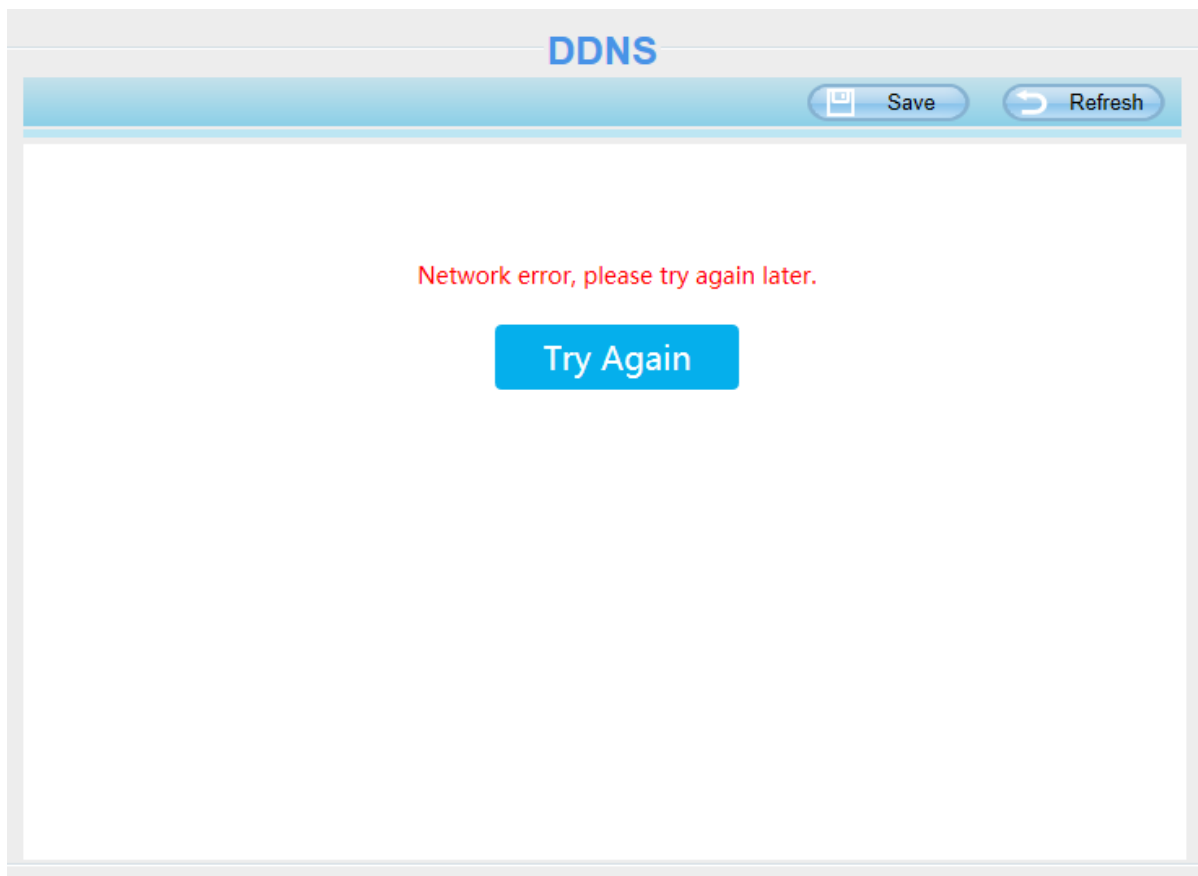 DDNS
Save Refresh
Network error, please try again later.
Try Again